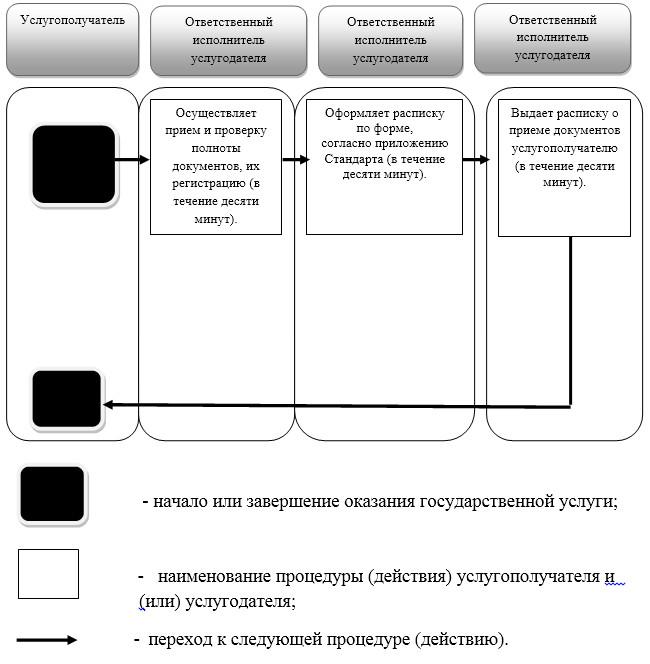 Услугополучатель
Ответственный
исполнитель
услугодателя
Ответственный
исполнитель
услугодателя
Ответственный
исполнитель
услугодателя
Осуществляет
прием и проверку
полноты
документов, их
регистрацию (в
течение десяти
минут).
Оформляет расписку
по форме,
согласно приложению
Стандарта (в течение
десяти минут).
Выдает расписку о
приеме документов
услугополучателю
(в течение десяти
минут).
- начало или завершение оказания государственной услуги;
- наименование процедуры (действия) услугополучателя и
(или) услугодателя;
- переход к следующей процедуре (действию).